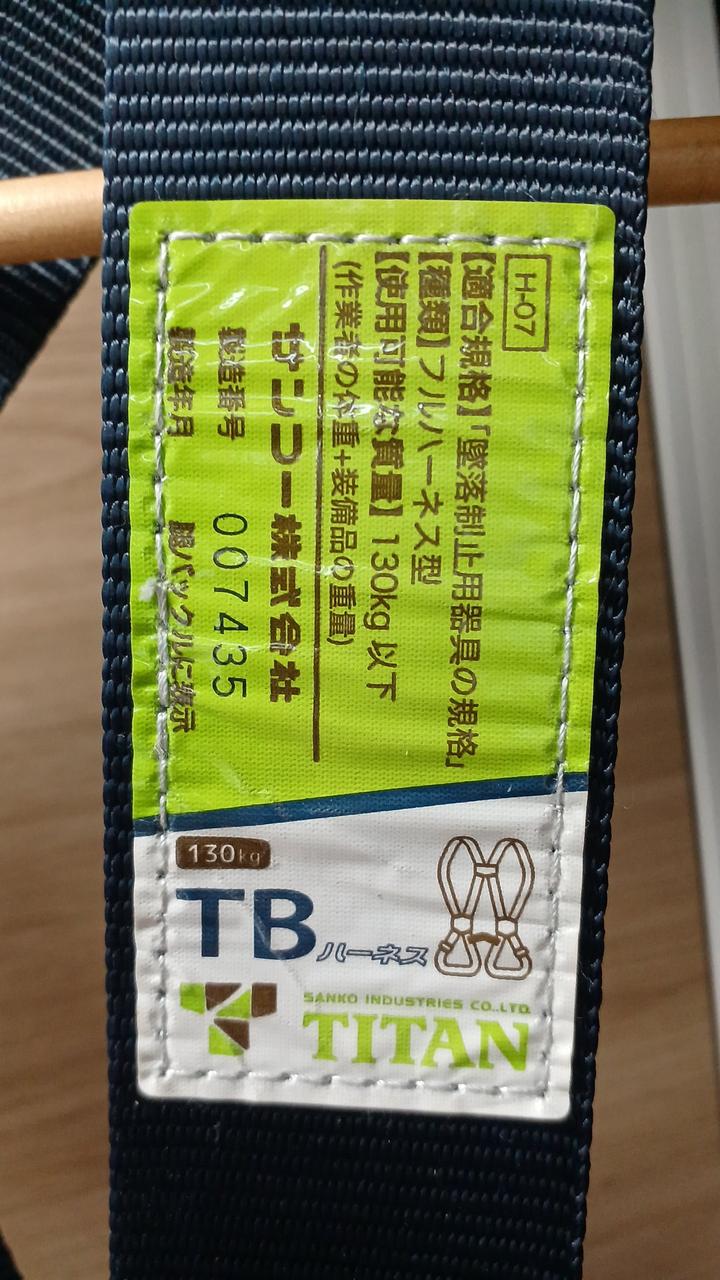 H-07
【適合規格】「墜落制止用器具の規格」
【種類】フルハーネス型
【使用可能な質量】130kg 以下
(作業者の体重+装備品の重量)
サンコー株式会社
製造番号 007435
製造年月 腿バックルに表示
130kg
TBハーネス
SANKO INDUSTRIES CO.,LTD.
TITAN